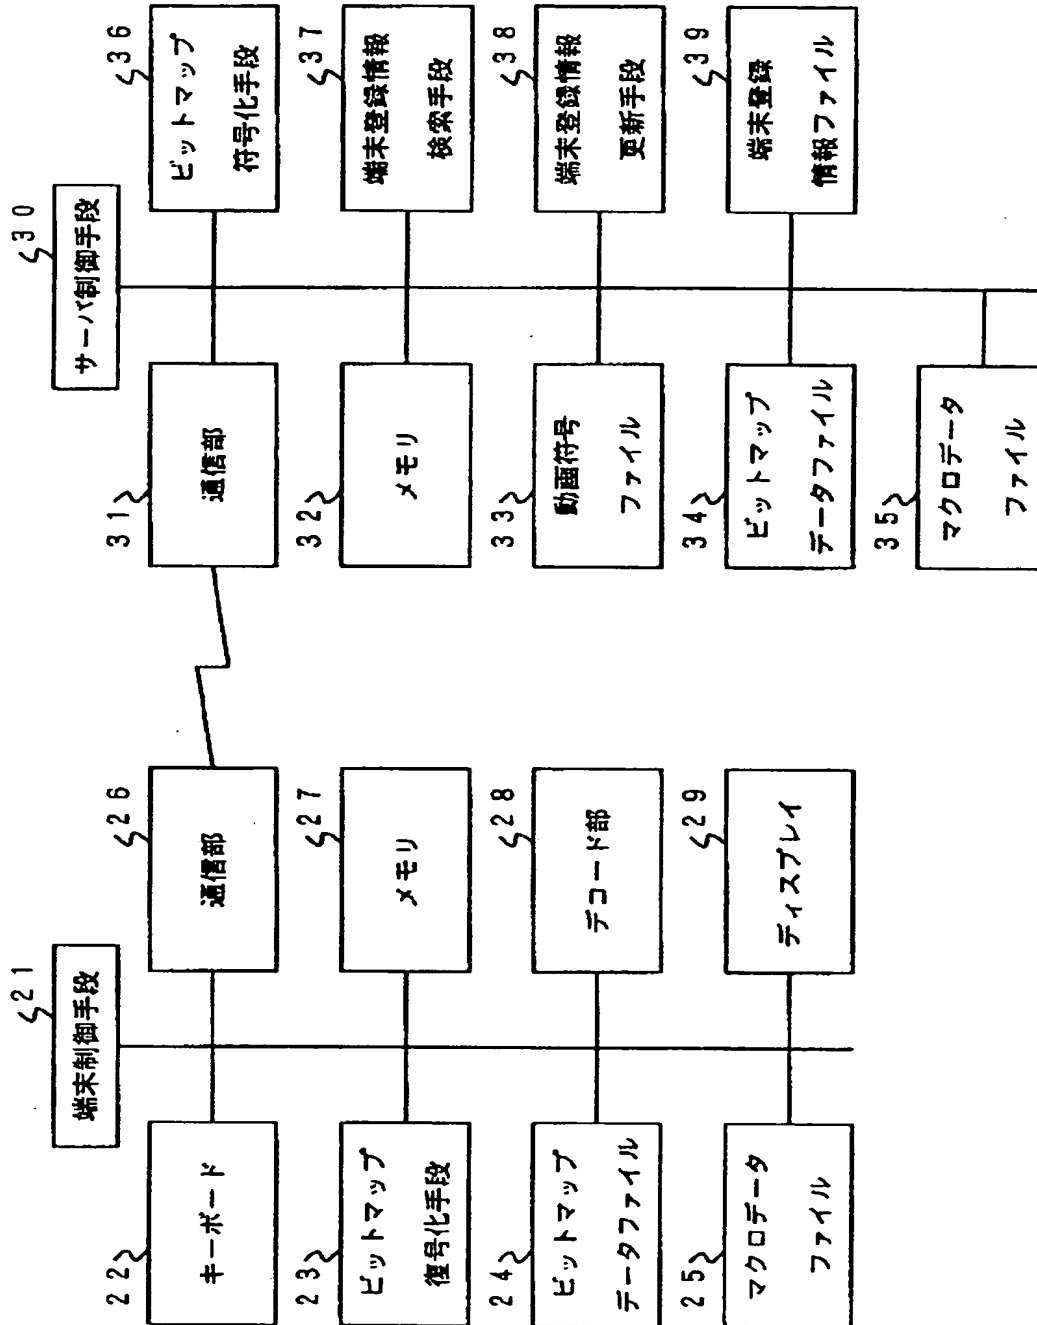 21
端末制御手段
22
キーボード
26
通信部
23
ビットマップ
復号化手段
27
メモリ
24
ビットマップ
データファイル
28
デコード部
25
マクロデータ
ファイル
29
ディスプレイ
30
サーバ制御手段
31
通信部
36
ビットマップ
符号化手段
32
メモリ
37
端末登録情報
検索手段
33
動画符号
ファイル
38
端末登録情報
更新手段
34
ビットマップ
データファイル
39
端末登録
情報ファイル
35
マクロデータ
ファイル